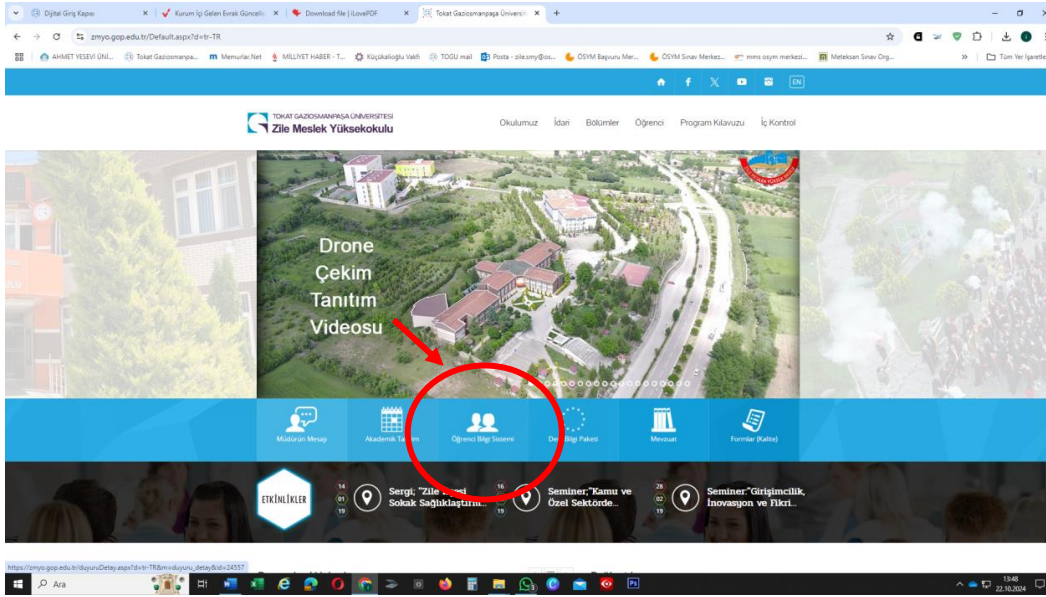 Dijital Giriş Kapısı
Kurum İçi Gelen Evrak Güncelle
Download file | iLovePDF
Tokat Gaziosmanpaşa Üniversit
zmyo.gop.edu.tr/Default.aspx?d=tr-TR
AHMET YESEVİ ÜNİ...
Tokat Gaziosmanpa...
Memurlar.Net
MİLLİYET HABER - T...
Küçükalioğlu Vakfı
TOGU mail
Posta - zile.smy@os...
ÖSYM Başvuru Mer...
ÖSYM Sınav Merkez...
mms osym merkezi...
Meteksan Sınav Org...
Tüm Yer İşaretle
EN
TOKAT GAZİOSMANPAŞA ÜNİVERSİTESİ
Zile Meslek Yüksekokulu
Okulumuz
İdari
Bölümler
Öğrenci
Program Kılavuzu
İç Kontrol
Drone
Çekim
Tanıtım
Videosu
Müdürün Mesajı
Akademik
Öğrenci Bilgi Sistemi
Bilgi Paketi
Mevzuat
Formlar (Kalite)
ETKİNLİKLER
14
01
19
Sergi; "Zile
Sokak Sağlıklaştırm...
16
19
Seminer;"Kamu ve
Özel Sektörde...
28
02
19
Seminer:"Girişimcilik,
İnovasyon ve Fikri...
https://zmyo.gop.edu.tr/duyuruDetay.aspx?d=tr-TR&m=duyuru_detay&id=24557
Ara
13:48
22.10.2024